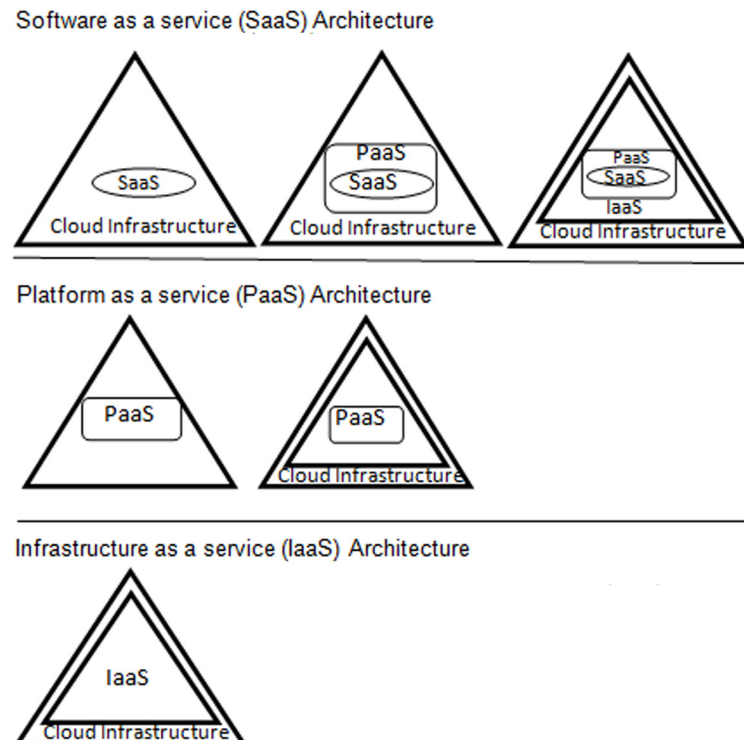 Software as a service (SaaS) Architecture
SaaS
Cloud Infrastructure
PaaS
SaaS
Cloud Infrastructure
PaaS
SaaS
IaaS
Cloud Infrastructure
Platform as a service (PaaS) Architecture
PaaS
PaaS
Cloud Infrastructure
Infrastructure as a service (IaaS) Architecture
IaaS
Cloud Infrastructure